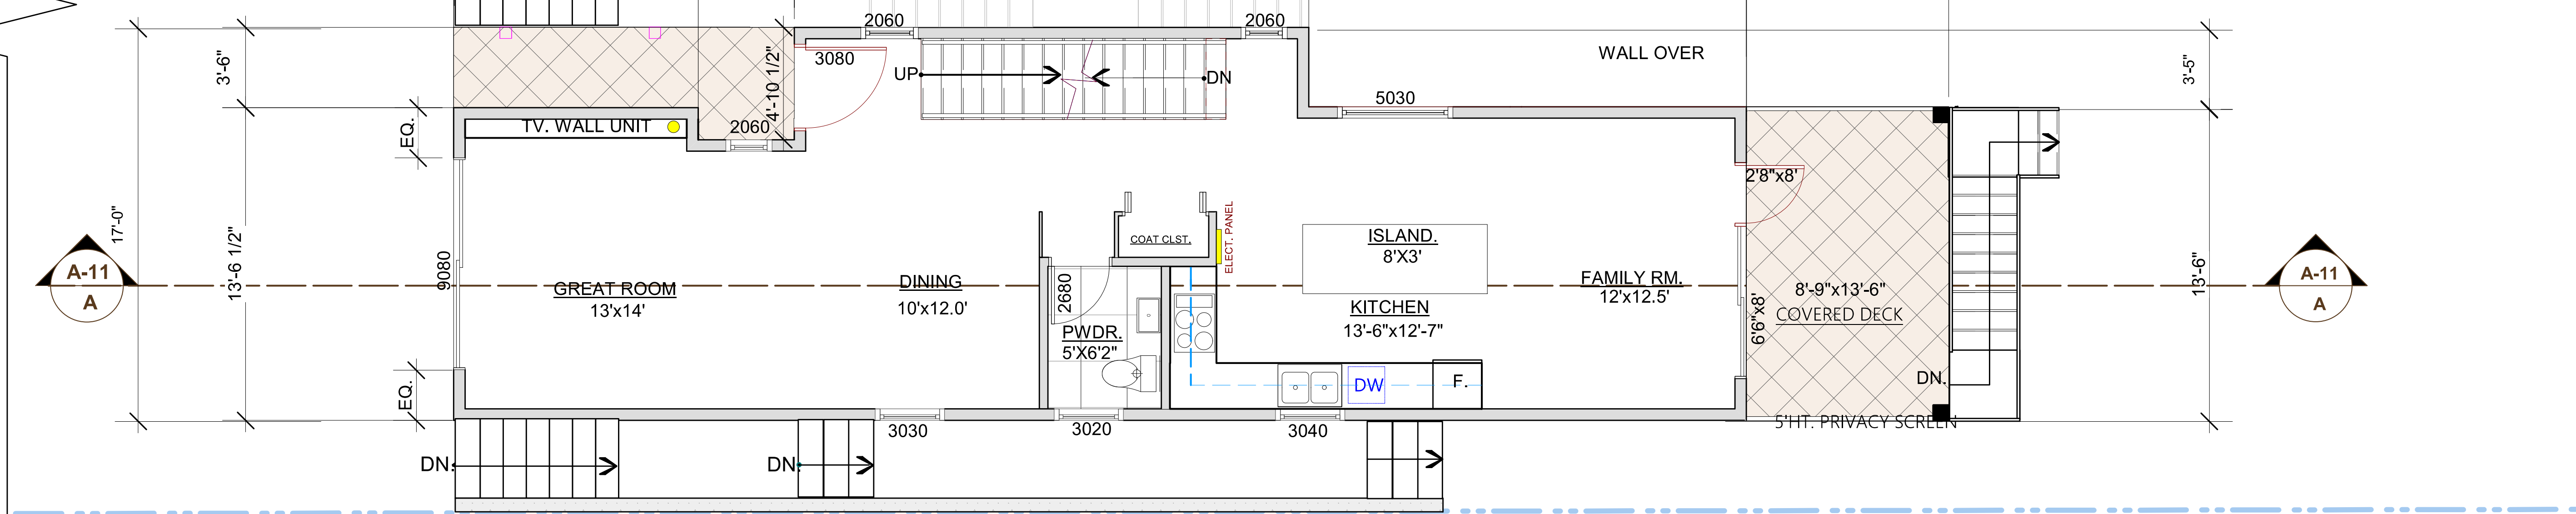 2060
2060
3'-6"
4'-10 1/2"
3080
UP
DN
WALL OVER
3'-5"
5030
EQ.
TV. WALL UNIT
2060
2'8"x8'
17'-0"
13'-6 1/2"
COAT CLST.
ELECT. PANEL
ISLAND.
8'X3'
A-11
A
9080
GREAT ROOM
13'x14'
DINING
10'x12.0'
2680
PWDR.
5'X6'2"
KITCHEN
13'-6"x12'-7"
FAMILY RM.
12'x12.5'
6'6"x8'
8'-9"x13'-6"
COVERED DECK
13'-6"
A-11
A
EQ.
DW
F.
DN.
5'HT. PRIVACY SCREEN
3030
3020
3040
DN.
DN.